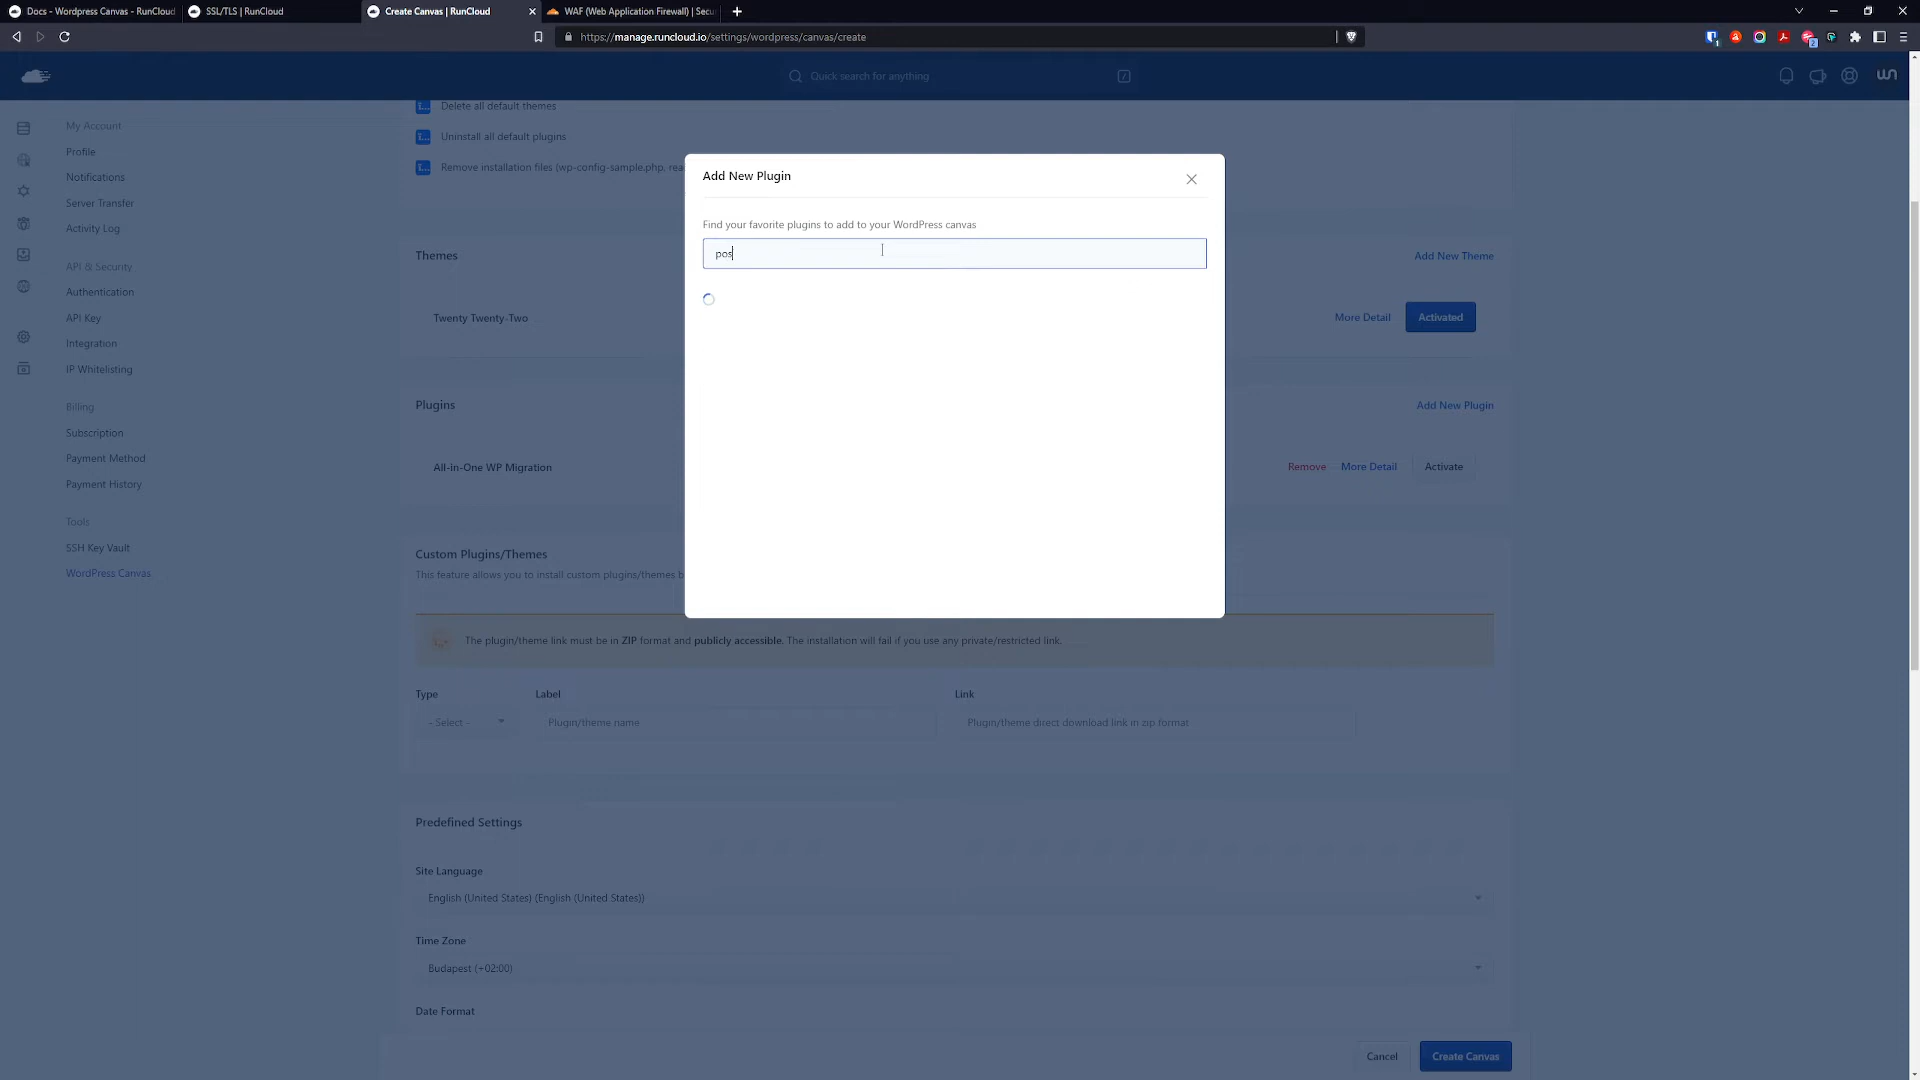 Docs - Wordpress Canvas - RunCloud
SSL/TLS | RunCloud
Create Canvas | RunCloud
WAF (Web Application Firewall) | Secu
https://manage.runcloud.io/settings/wordpress/canvas/create
Quick search for anything
/
My Account
Profile
Notifications
Server Transfer
Activity Log
API & Security
Authentication
API Key
Integration
IP Whitelisting
Billing
Subscription
Payment Method
Payment History
Tools
SSH Key Vault
WordPress Canvas
Delete all default themes
Uninstall all default plugins
Remove installation files (wp-config-sample.php, rea
Add New Plugin
Find your favorite plugins to add to your WordPress canvas
pos
Themes
Add New Theme
Twenty Twenty-Two
More Detail
Activated
Plugins
Add New Plugin
All-in-One WP Migration
Remove
More Detail
Activate
Custom Plugins/Themes
This feature allows you to install custom plugins/themes b
The plugin/theme link must be in ZIP format and publicly accessible. The installation will fail if you use any private/restricted link.
Type
Label
Link
- Select -
Plugin/theme name
Plugin/theme direct download link in zip format
Predefined Settings
Site Language
English (United States) (English (United States))
Time Zone
Budapest (+02:00)
Date Format
Cancel
Create Canvas